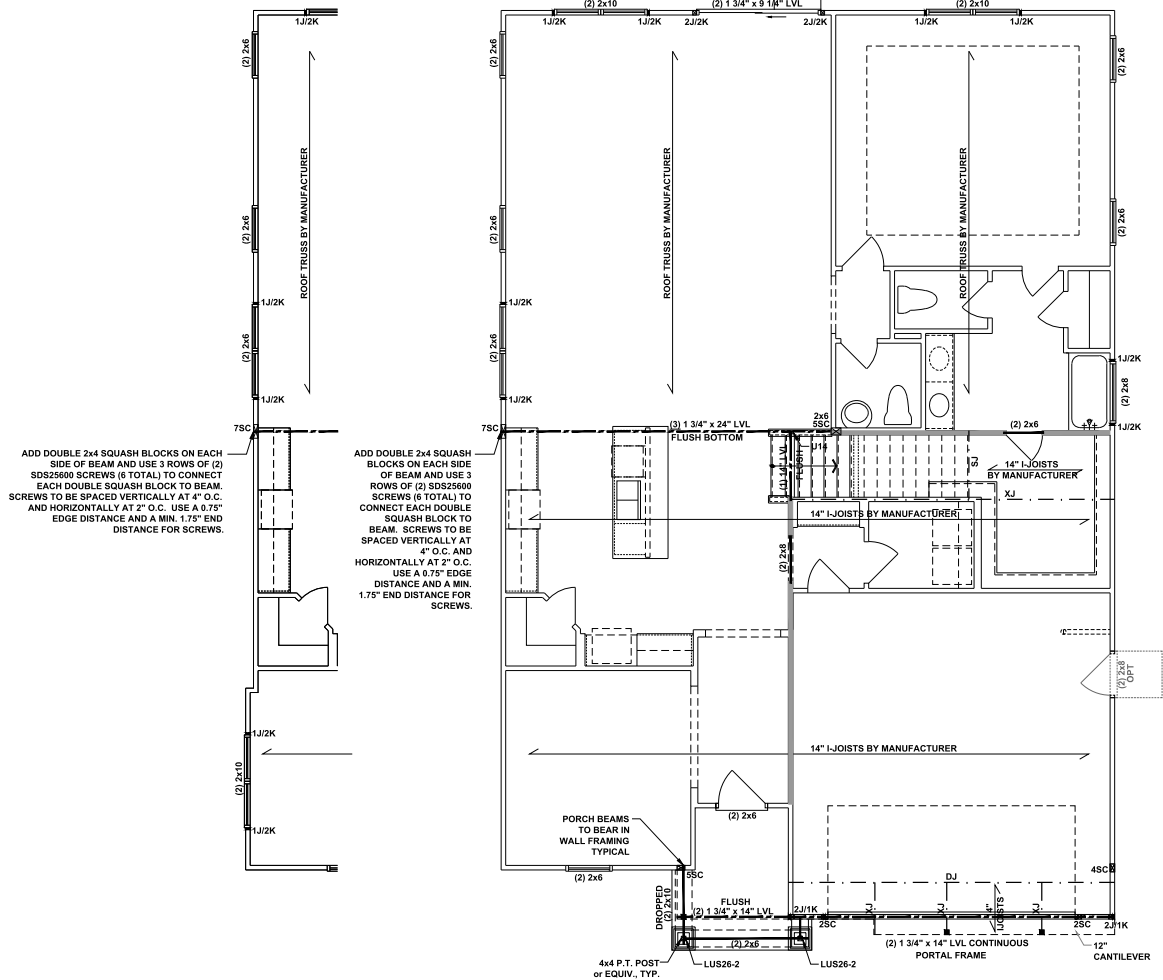 (2) 2x10
(2) 1 3/4" x 9 1/4" LVL
(2) 2x10
1J/2K
1J/2K
1J/2K
2J/2K
2J/2K
1J/2K
1J/2K
(2) 2x6
(2) 2x6
(2) 2x6
ROOF TRUSS BY MANUFACTURER
ROOF TRUSS BY MANUFACTURER
ROOF TRUSS BY MANUFACTURER
(2) 2x6
(2) 2x6
(2) 2x6
1J/2K
1J/2K
(2) 2x6
(2) 2x6
1J/2K
(2) 2x8
1J/2K
1J/2K
1J/2K
7SC
7SC
(3) 1 3/4" x 24" LVL
FLUSH BOTTOM
2x6
5SC
(2) 2x6
U14
(1) 14" LVL
FLUSH
SJ
14" I-JOISTS
BY MANUFACTURER
XJ
14" I-JOISTS BY MANUFACTURER
ADD DOUBLE 2x4 SQUASH BLOCKS ON EACH
SIDE OF BEAM AND USE 3 ROWS OF (2)
SDS25600 SCREWS (6 TOTAL) TO CONNECT
EACH DOUBLE SQUASH BLOCK TO BEAM.
SCREWS TO BE SPACED VERTICALLY AT 4" O.C.
AND HORIZONTALLY AT 2" O.C. USE A 0.75"
EDGE DISTANCE AND A MIN. 1.75" END
DISTANCE FOR SCREWS.
ADD DOUBLE 2x4 SQUASH
BLOCKS ON EACH SIDE
OF BEAM AND USE 3
ROWS OF (2) SDS25600
SCREWS (6 TOTAL) TO
CONNECT EACH DOUBLE
SQUASH BLOCK TO
BEAM. SCREWS TO BE
SPACED VERTICALLY AT
4" O.C. AND
HORIZONTALLY AT 2" O.C.
USE A 0.75" EDGE
DISTANCE AND A MIN.
1.75" END DISTANCE FOR
SCREWS.
(2) 2x8
(2) 2x8
OPT
1J/2K
(2) 2x10
1J/2K
14" I-JOISTS BY MANUFACTURER
(2) 2x6
PORCH BEAMS
TO BEAR IN
WALL FRAMING
TYPICAL
(2) 2x6
5SC
4SC
DJ
DROPPED
(2) 2x10
FLUSH
(2) 1 3/4" x 14" LVL
2J/1K
2SC
XJ
XJ
4"
IJOISTS
XJ
2SC
2J/1K
(2) 2x6
(2) 1 3/4" x 14" LVL CONTINUOUS
PORTAL FRAME
12"
CANTILEVER
4x4 P.T. POST
or EQUIV., TYP.
LUS26-2
LUS26-2